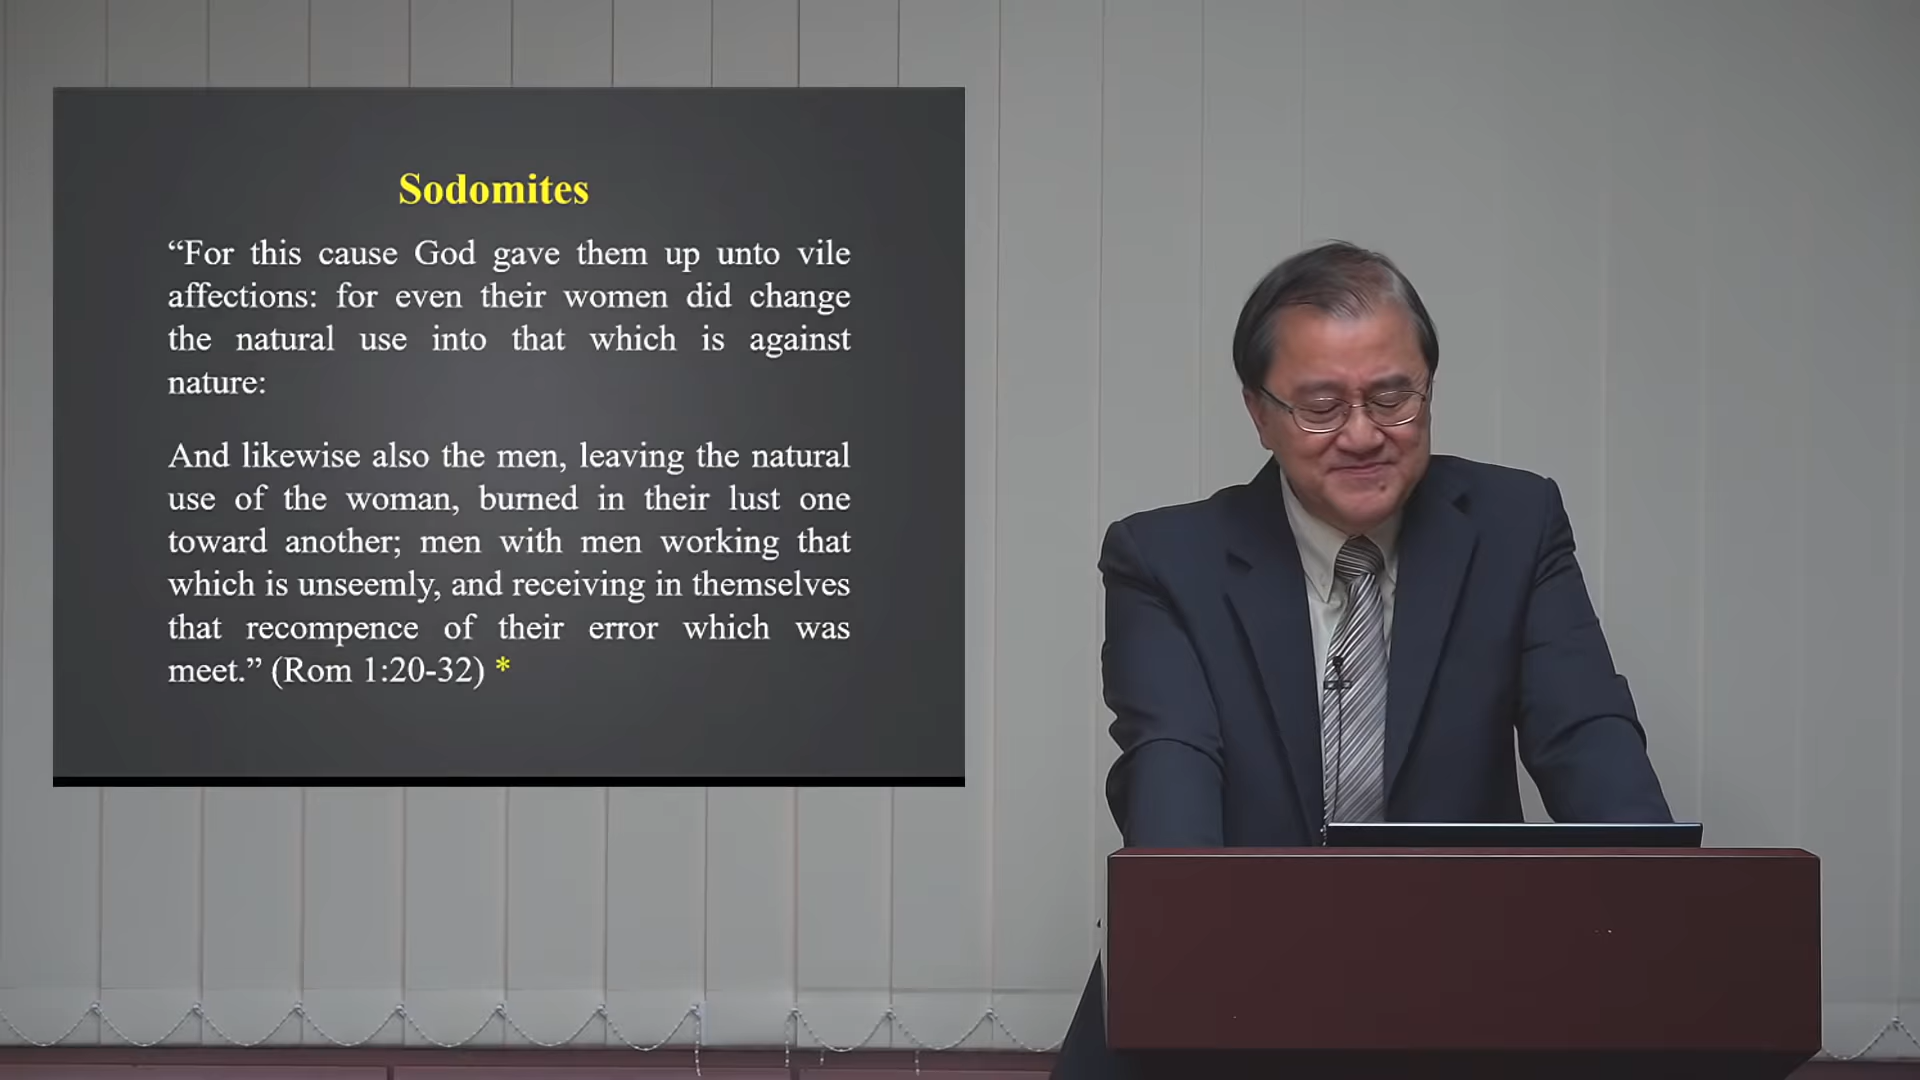 Sodomites
“For this cause God gave them up unto vile
affections: for even their women did change
the natural use into that which is against
nature:
And likewise also the men, leaving the natural
use of the woman, burned in their lust one
toward another; men with men working that
which is unseemly, and receiving in themselves
that recompence of their error which was
meet.” (Rom 1:20-32) *